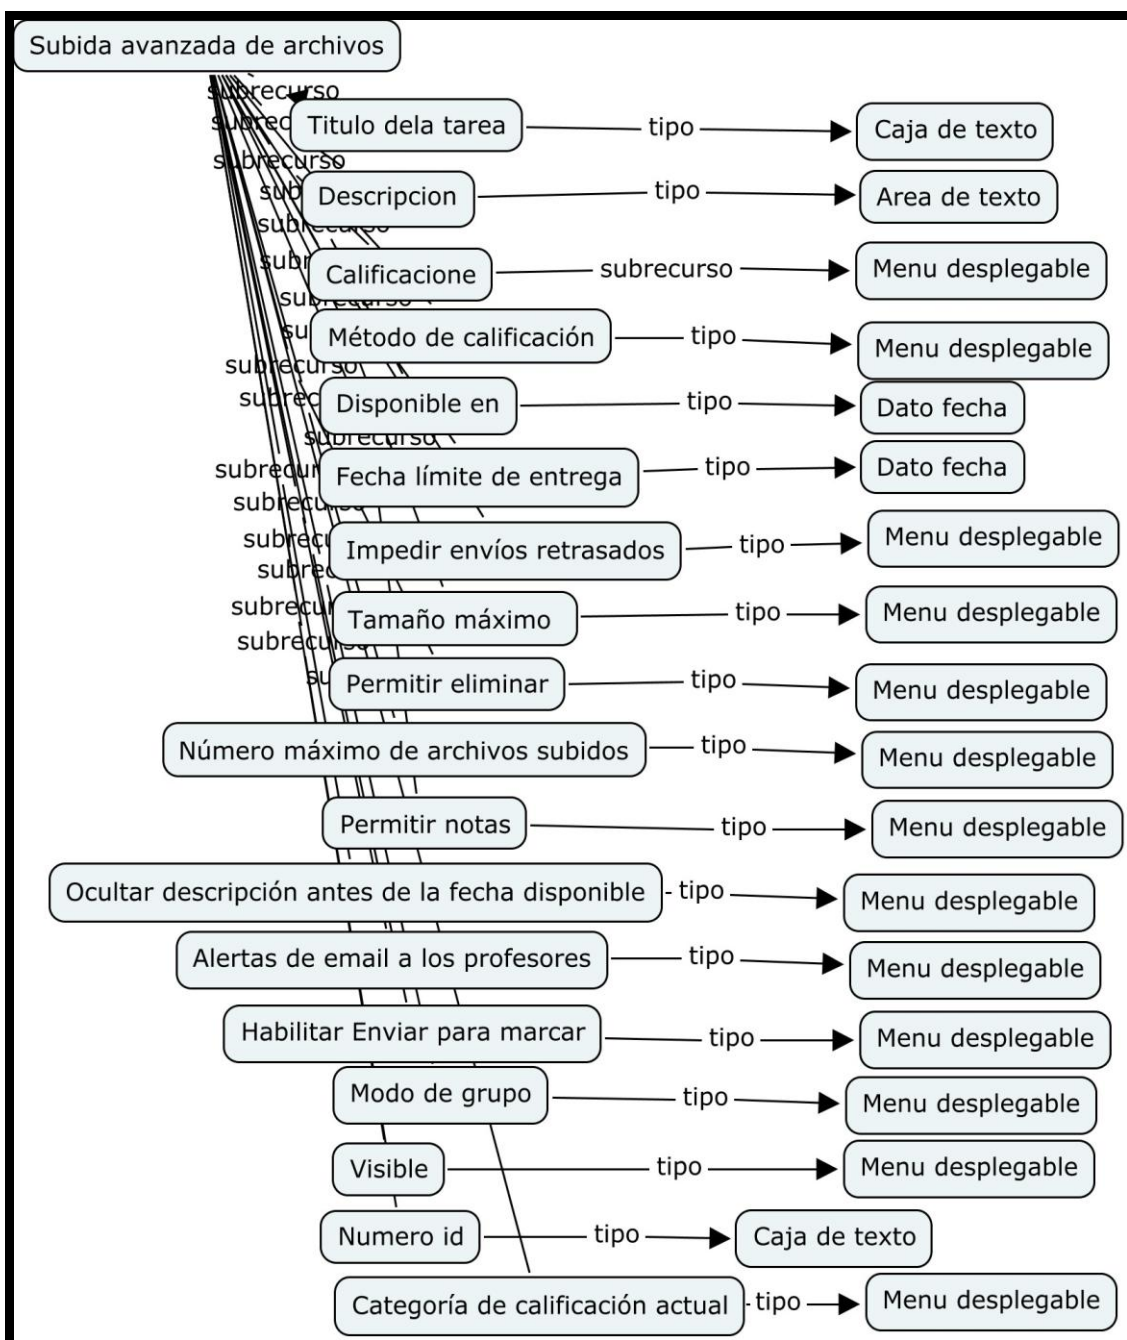 Subida avanzada de archivos
subrecurso
Titulo dela tarea tipo Caja de texto
subrecurso
Descripcion tipo Area de texto
subrecurso
Calificacione subrecurso Menu desplegable
subrecurso
Método de calificación tipo Menu desplegable
subrecurso
Disponible en tipo Dato fecha
subrecurso
Fecha límite de entrega tipo Dato fecha
subrecurso
Impedir envíos retrasados tipo Menu desplegable
Tamaño máximo tipo Menu desplegable
Permitir eliminar tipo Menu desplegable
Número máximo de archivos subidos tipo Menu desplegable
Permitir notas tipo Menu desplegable
Ocultar descripción antes de la fecha disponible tipo Menu desplegable
Alertas de email a los profesores tipo Menu desplegable
Habilitar Enviar para marcar tipo Menu desplegable
Modo de grupo tipo Menu desplegable
Visible tipo Menu desplegable
Numero id tipo Caja de texto
Categoría de calificación actual tipo Menu desplegable